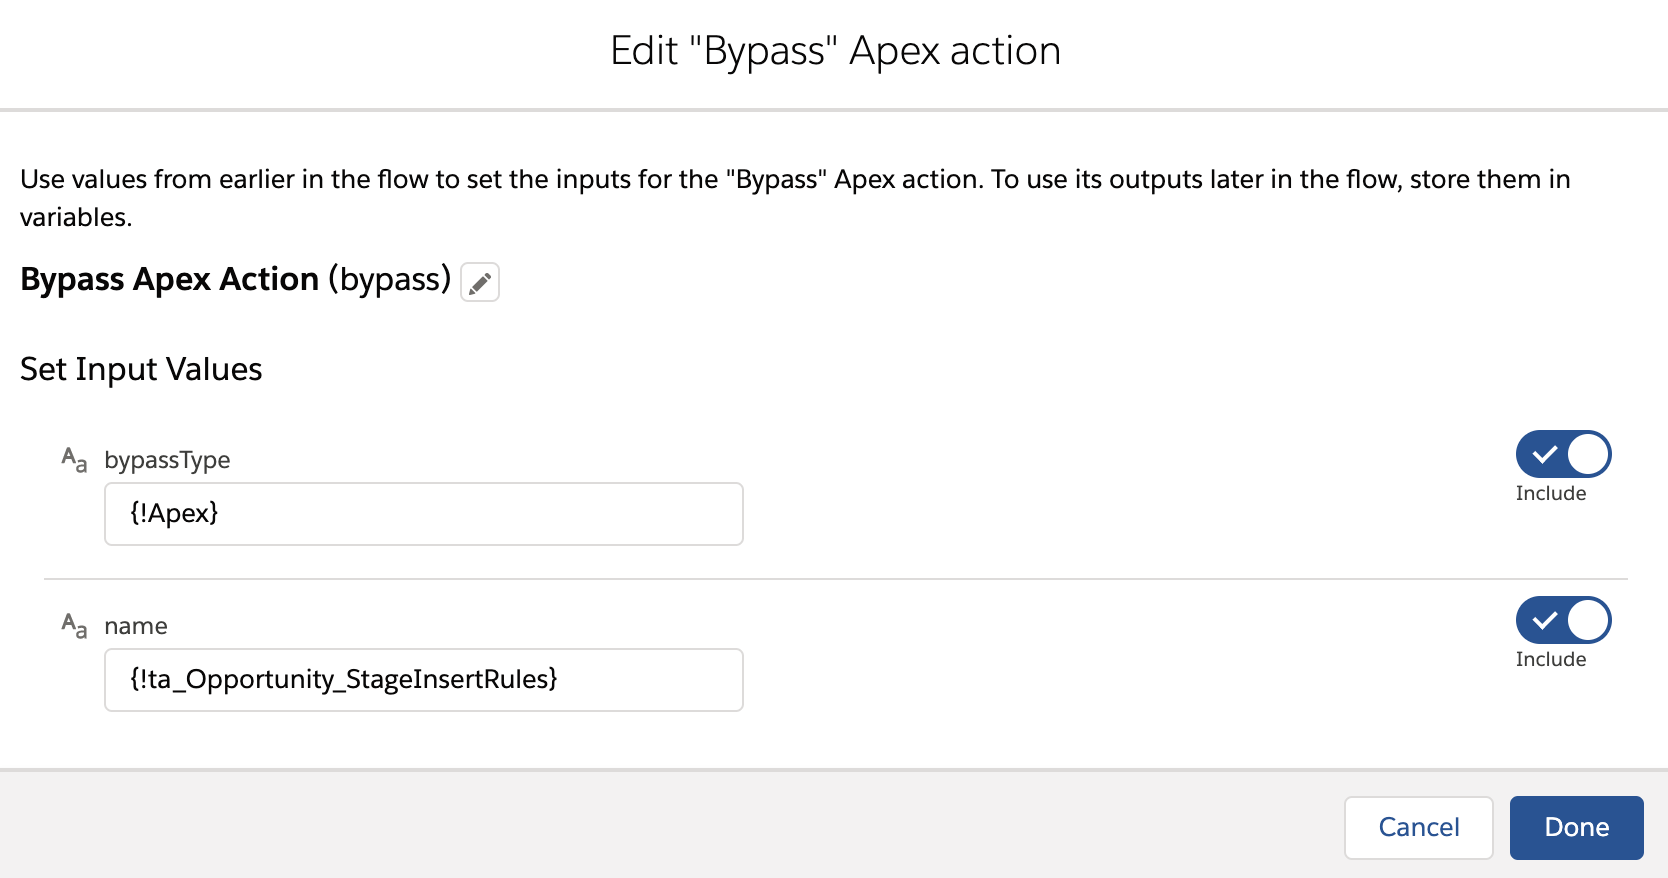 Edit "Bypass" Apex action
Use values from earlier in the flow to set the inputs for the "Bypass" Apex action. To use its outputs later in the flow, store them in
variables.
Bypass Apex Action (bypass)
Set Input Values
Aa bypassType
{!Apex}
Include
Aa name
{!ta_Opportunity_StageInsertRules}
Include
Cancel Done